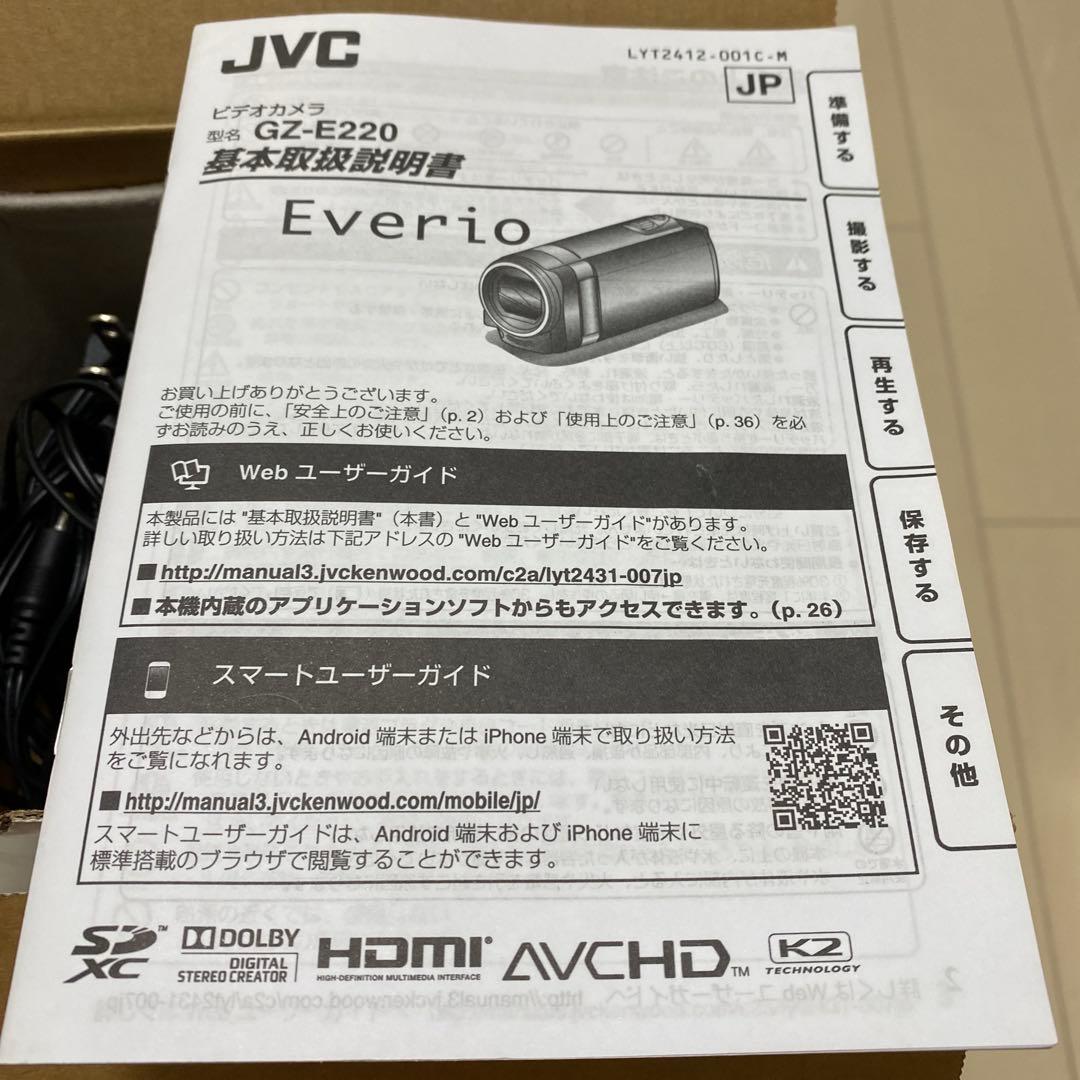 JVC
LYT2412-001C-M
JP
ビデオカメラ
型名 GZ-E220
基本取扱説明書
Everio
お買い上げありがとうございます。
ご使用の前に、「安全上のご注意」(p. 2) および「使用上のご注意」(p. 36) を必
ずお読みのうえ、正しくお使いください。
Web ユーザーガイド
本製品には "基本取扱説明書" (本書) と "Web ユーザーガイド"があります。
詳しい取り扱い方法は下記アドレスの "Web ユーザーガイド"をご覧ください。
■ http://manual3.jvckenwood.com/c2a/lyt2431-007jp
■ 本機内蔵のアプリケーションソフトからもアクセスできます。(p. 26)
スマートユーザーガイド
外出先などからは、Android 端末または iPhone 端末で取り扱い方法
をご覧になれます。
■ http://manual3.jvckenwood.com/mobile/jp/
スマートユーザーガイドは、Android 端末および iPhone 端末に
標準搭載のブラウザで閲覧することができます。
準備する
撮影する
再生する
保存する
その他
SD XC ™
DOLBY
DIGITAL
STEREO CREATOR
HDMI®
HIGH-DEFINITION MULTIMEDIA INTERFACE
AVCHD™
K2
TECHNOLOGY